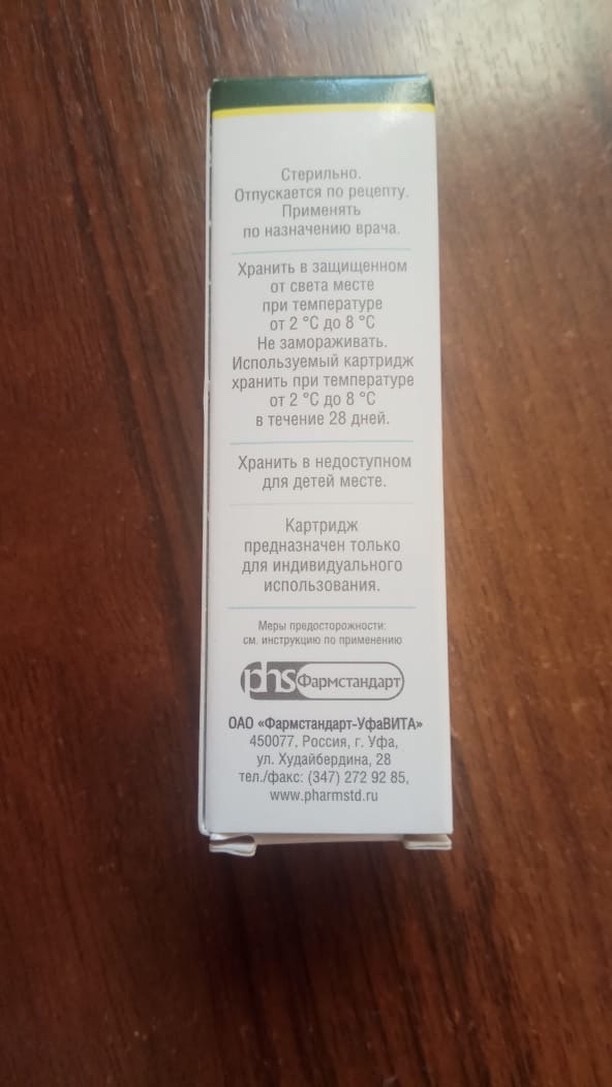 Стерильно.
Отпускается по рецепту.
Применять
по назначению врача.
Хранить в защищенном
от света месте
при температуре
от 2 °С до 8 °С
Не замораживать.
Используемый картридж
хранить при температуре
от 2 °С до 8 °С
в течение 28 дней.
Хранить в недоступном
для детей месте.
Картридж
предназначен только
для индивидуального
использования.
Меры предосторожности:
см. инструкцию по применению
phs Фармстандарт
ОАО «Фармстандарт-УфаВИТА»
450077, Россия, г. Уфа,
ул. Худайбердина, 28
тел./факс: (347) 272 92 85,
www.pharmstd.ru